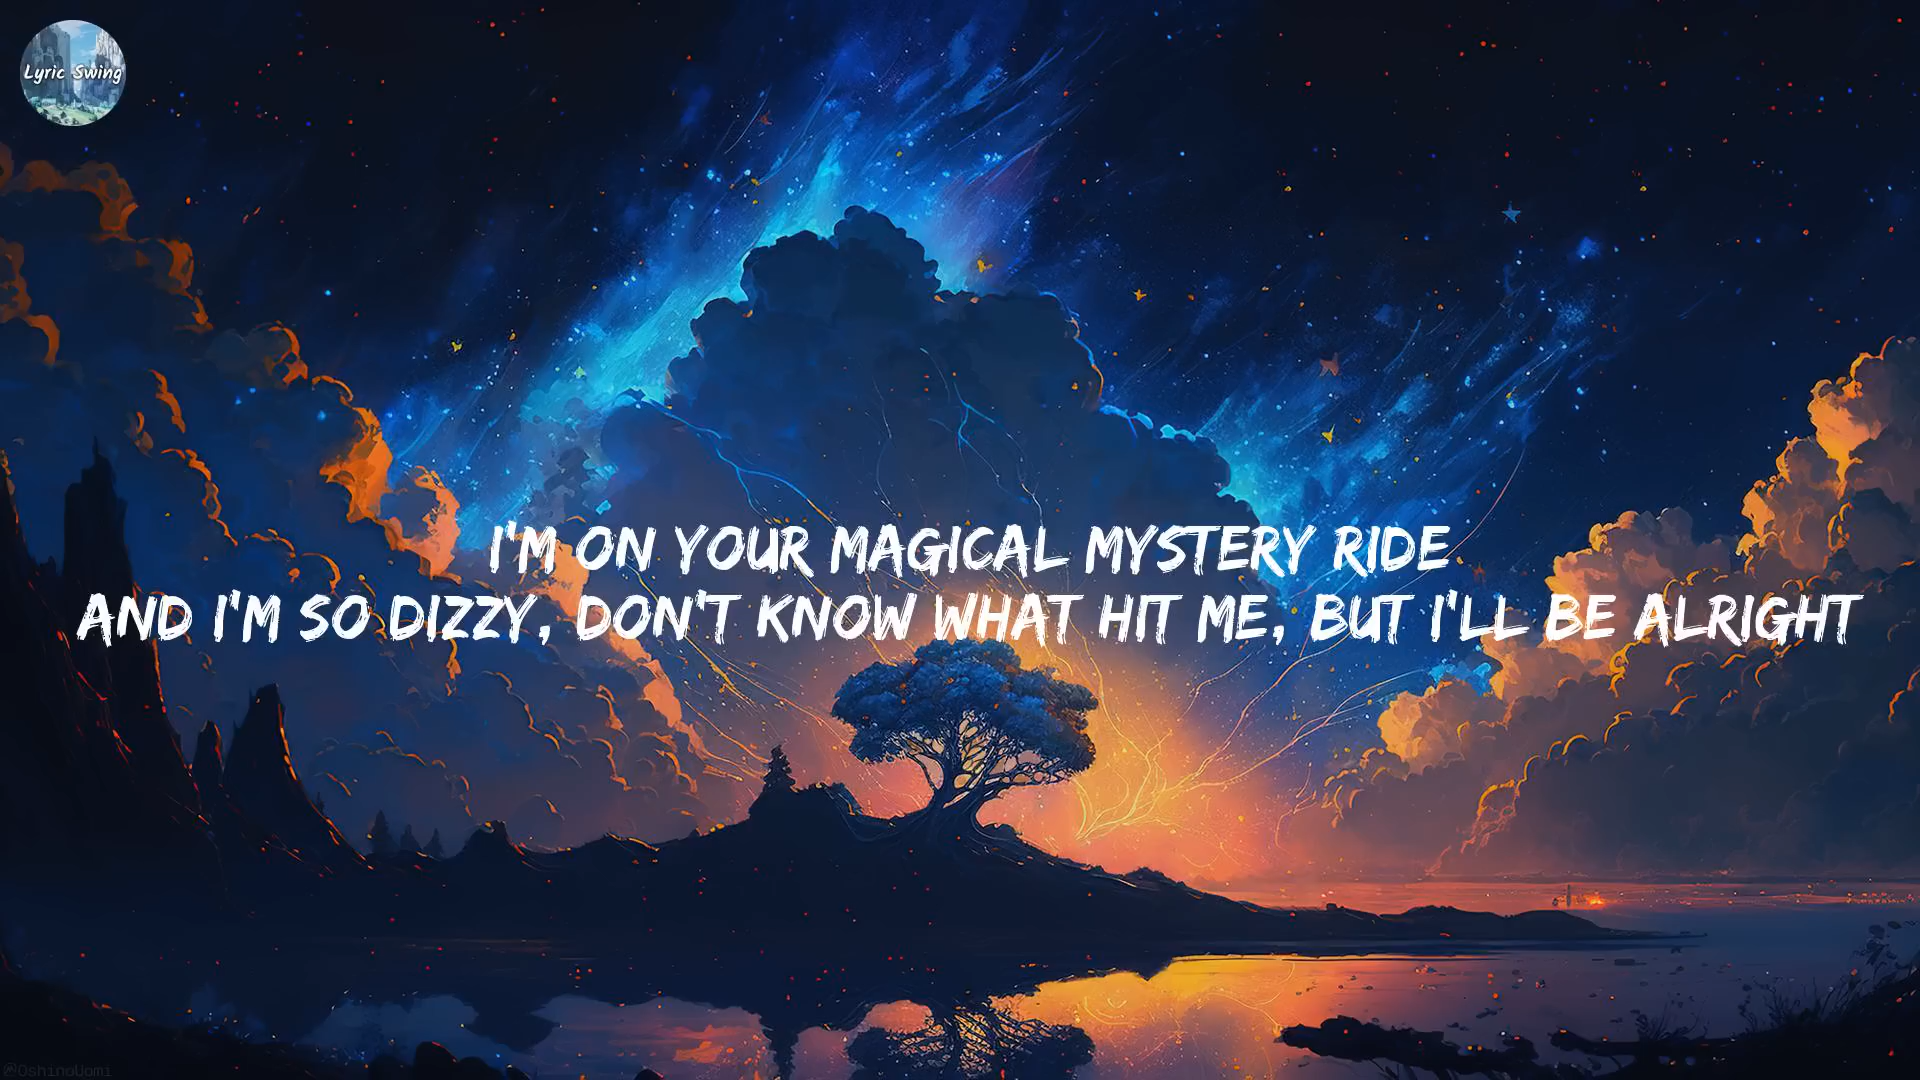 Lyric Swing
I'M ON YOUR MAGICAL MYSTERY RIDE
AND I'M SO DIZZY, DON'T KNOW WHAT HIT ME, BUT I'LL BE ALRIGHT
@OshinoUomi